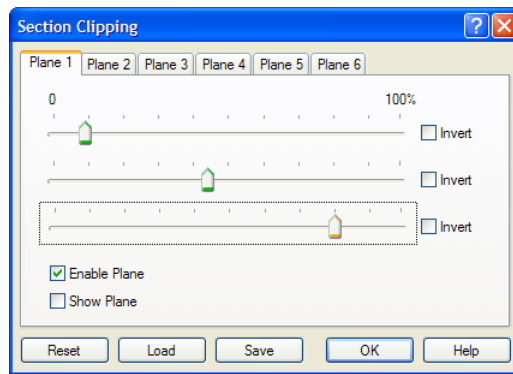 Section Clipping
Plane 1 Plane 2 Plane 3 Plane 4 Plane 5 Plane 6
0 100%
Invert
Invert
Invert
Enable Plane
Show Plane
Reset Load Save OK Help